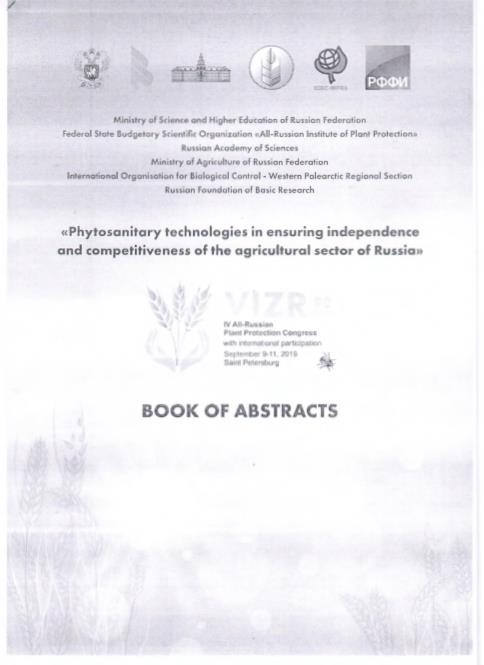 IOBC-WPRS
РФФИ
Ministry of Science and Higher Education of Russian Federation
Federal State Budgetary Scientific Organization «All-Russian Institute of Plant Protection»
Russian Academy of Sciences
Ministry of Agriculture of Russian Federation
International Organisation for Biological Control - Western Palearctic Regional Section
Russian Foundation of Basic Research
«Phytosanitary technologies in ensuring independence
and competitiveness of the agricultural sector of Russia»
VIZR
IV All-Russian
Plant Protection Congress
with international participation
September 9-11, 2019
Saint Petersburg
BOOK OF ABSTRACTS